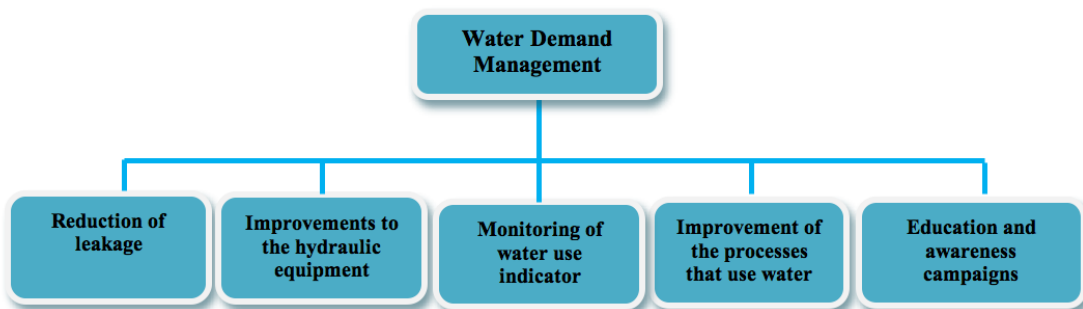 Water Demand
Management
Reduction of
leakage
Improvements to
the hydraulic
equipment
Monitoring of
water use
indicator
Improvement of
the processes
that use water
Education and
awareness
campaigns